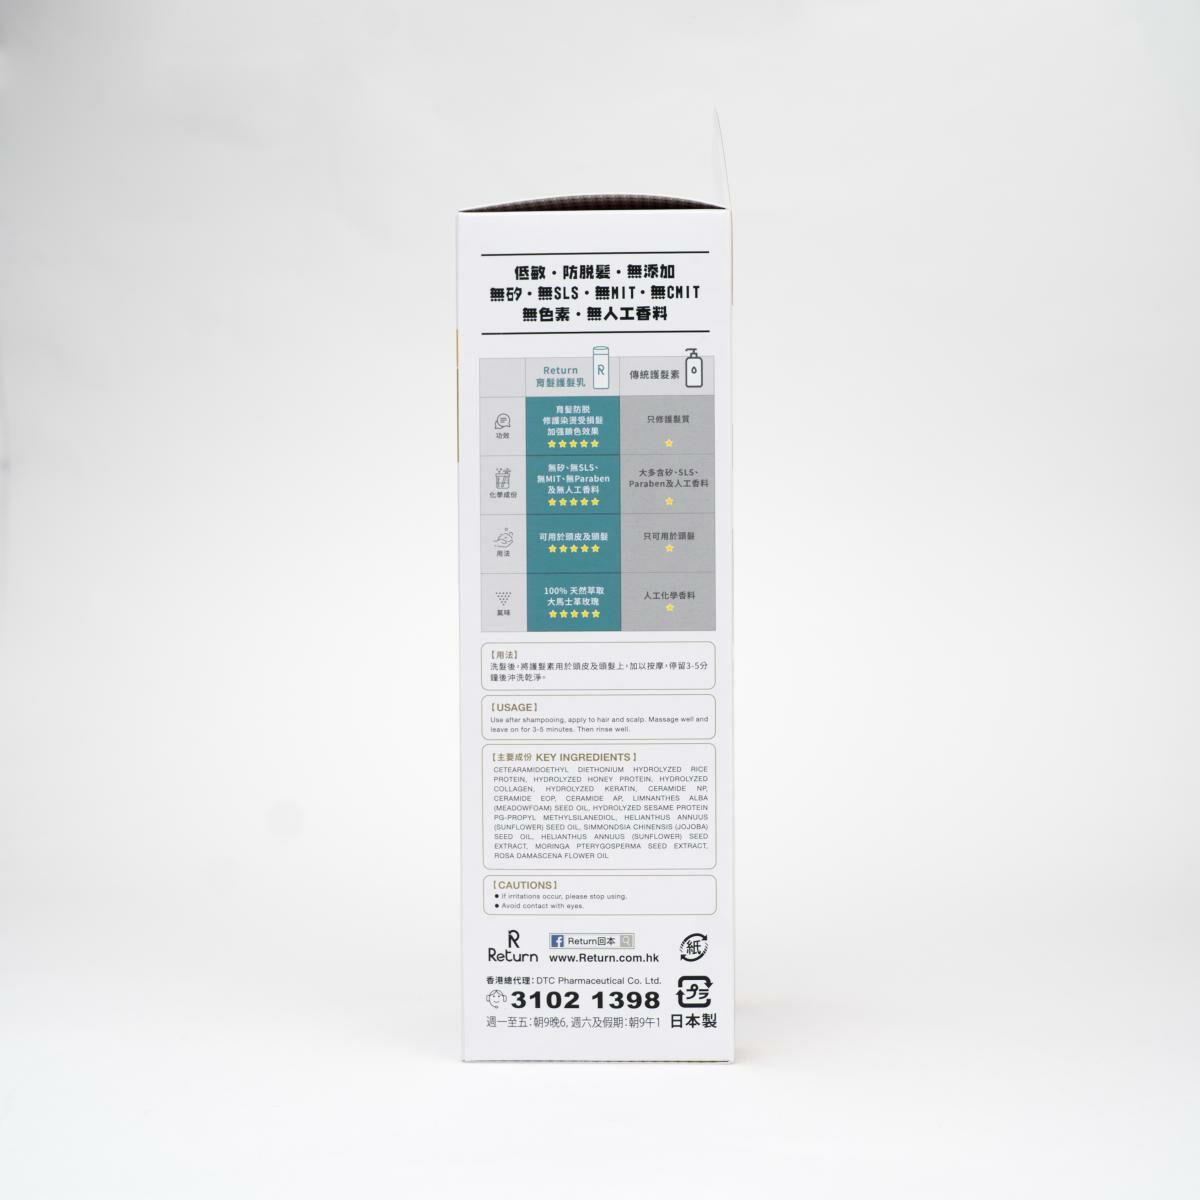 低敏・防脱髮・無添加
無矽・無SLS・無MIT・無CMIT
無色素・無人工香料
Return
育髮護髮乳
R
傳統護髮素
功效
育髮防脫
修護染燙受損髮
加强鎖色效果
只修護髮質
化學成份
無矽、無SLS、
無MIT、無Paraben
及無人工香料
大多含矽、SLS、
Paraben及人工香料
用法
可用於頭皮及頭髮
只可用於頭髮
氣味
100% 天然萃取
大馬士革玫瑰
人工化學香料
【用法】
洗髮後，將護髮素用於頭皮及頭髮上，加以按摩，停留3-5分
鐘後沖洗乾淨。
【USAGE】
Use after shampooing, apply to hair and scalp. Massage well and
leave on for 3-5 minutes. Then rinse well.
【主要成份 KEY INGREDIENTS】
CETEARAMIDOETHYL DIETHONIUM HYDROLYZED RICE
PROTEIN, HYDROLYZED HONEY PROTEIN, HYDROLYZED
COLLAGEN, HYDROLYZED KERATIN, CERAMIDE NP,
CERAMIDE EOP, CERAMIDE AP, LIMNANTHES ALBA
(MEADOWFOAM) SEED OIL, HYDROLYZED SESAME PROTEIN
PG-PROPYL METHYLSILANEDIOL, HELIANTHUS ANNUUS
(SUNFLOWER) SEED OIL, SIMMONDSIA CHINENSIS (JOJOBA)
SEED OIL, HELIANTHUS ANNUUS (SUNFLOWER) SEED
EXTRACT, MORINGA PTERYGOSPERMA SEED EXTRACT,
ROSA DAMASCENA FLOWER OIL
【CAUTIONS】
● If irritations occur, please stop using.
● Avoid contact with eyes.
R
Return
f Return回本
www.Return.com.hk
紙
香港總代理：DTC Pharmaceutical Co. Ltd.
3102 1398
週一至五：朝9晚6, 週六及假期：朝9午1
プラ
日本製